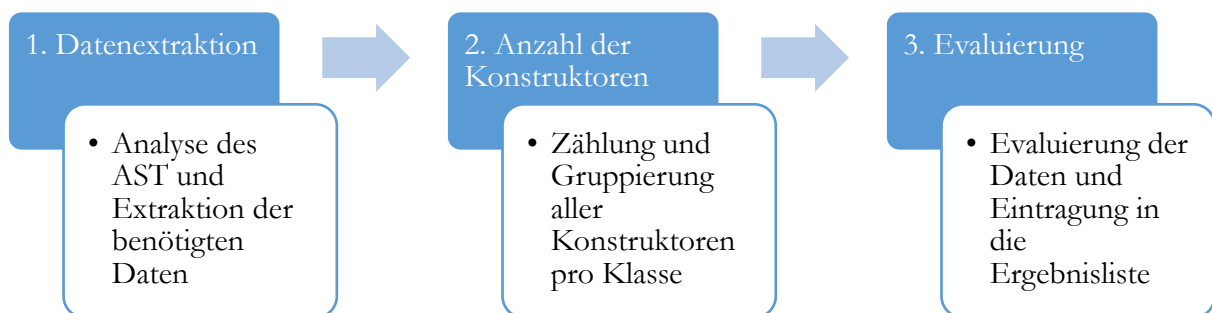 1. Datenextraktion
• Analyse des
AST und
Extraktion der
benötigten
Daten
2. Anzahl der
Konstruktoren
• Zählung und
Gruppierung
aller
Konstruktoren
pro Klasse
3. Evaluierung
• Evaluierung der
Daten und
Eintragung in
die
Ergebnisliste